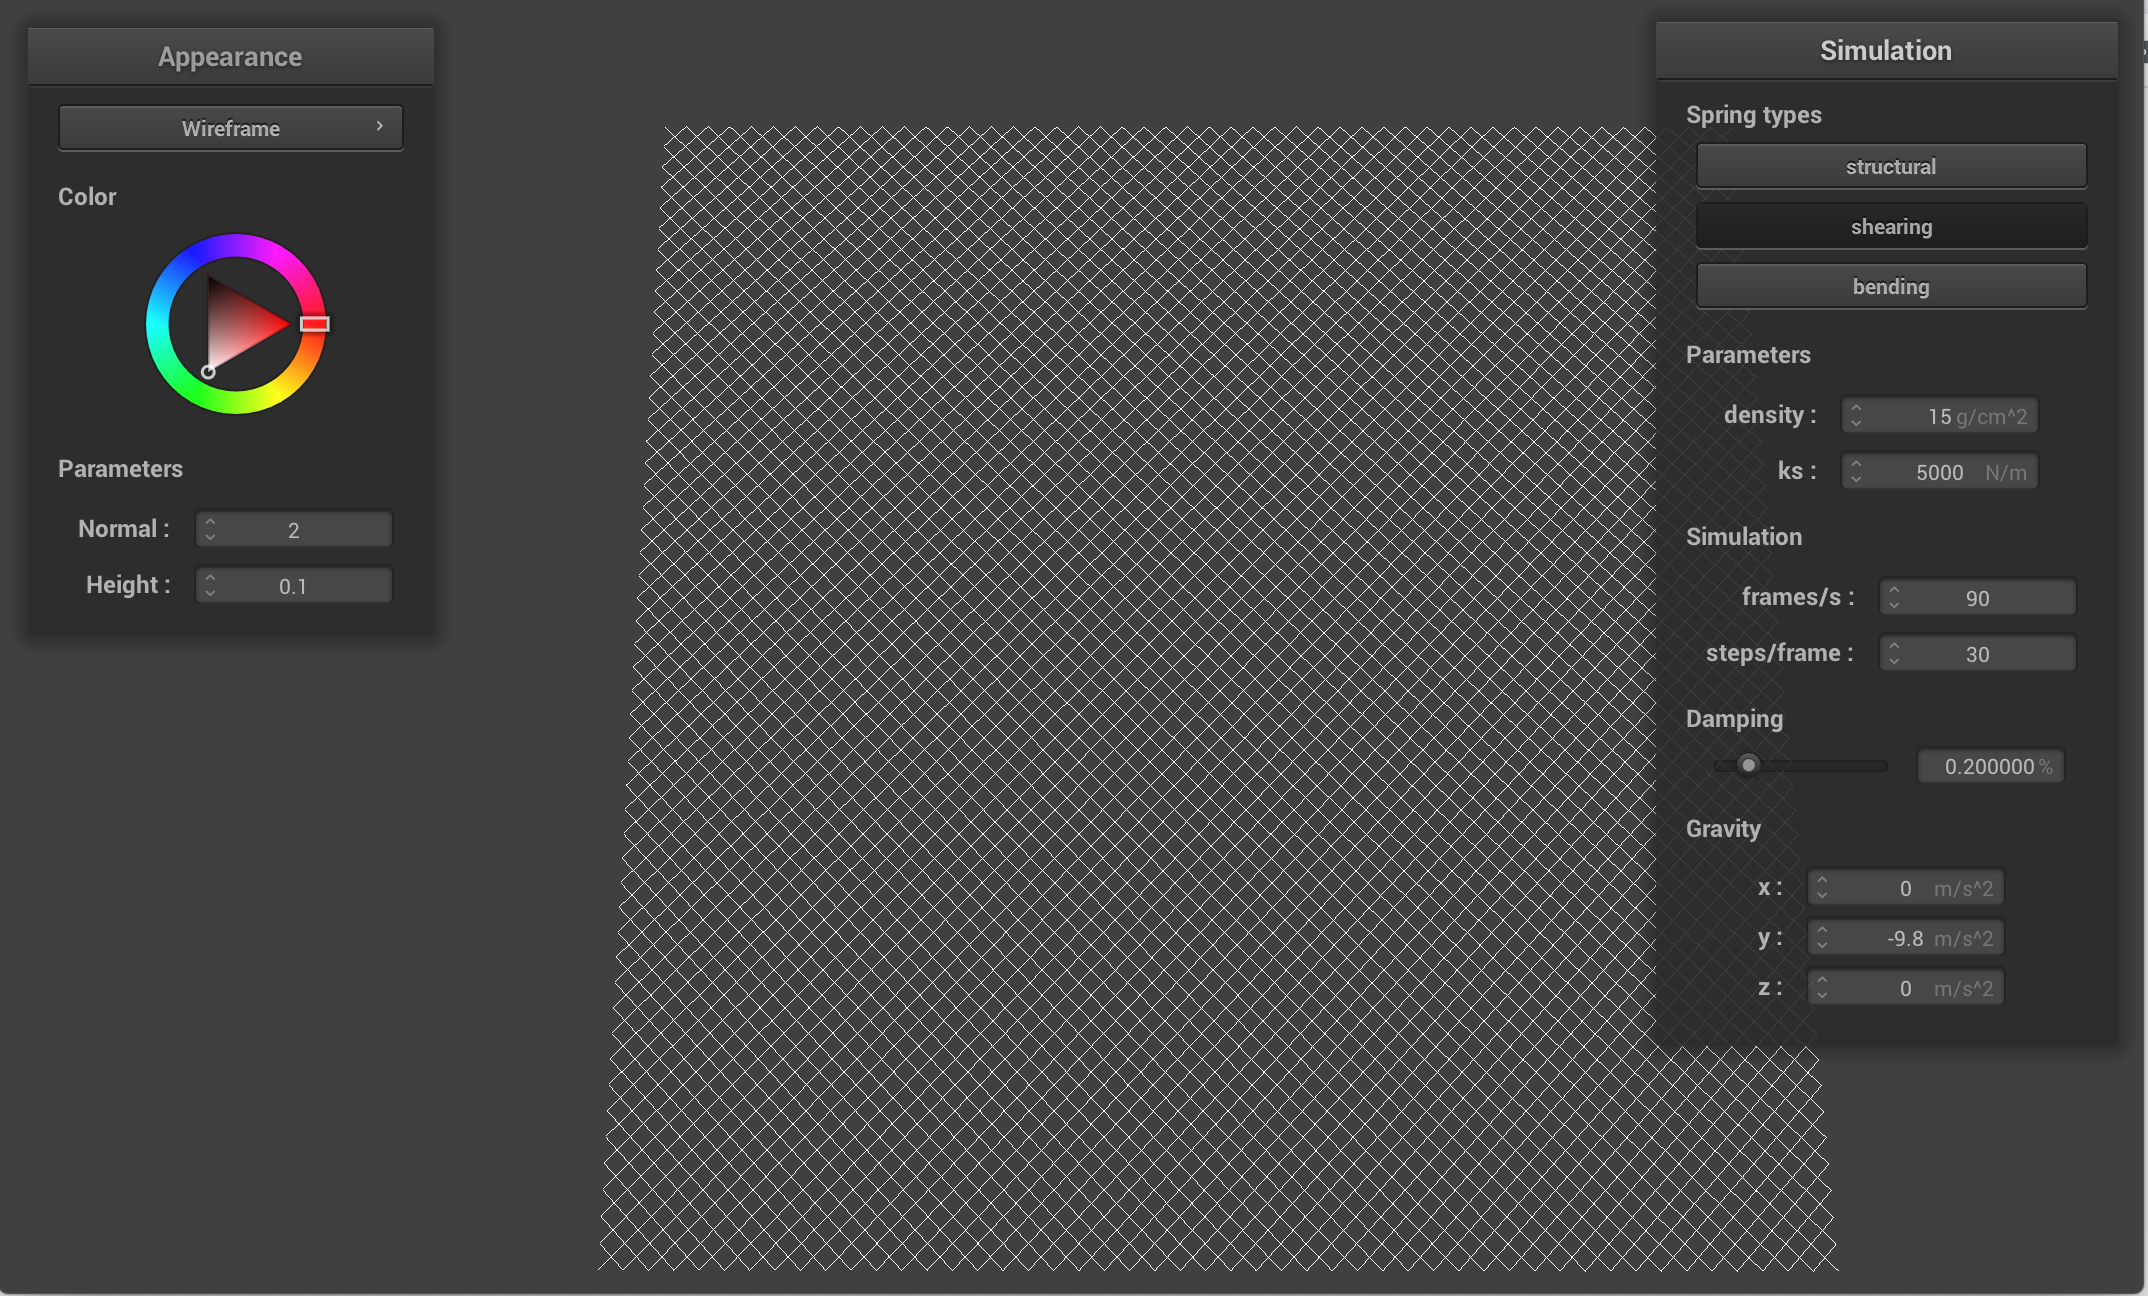 Appearance
Wireframe
Color
Parameters
Normal : 2
Height : 0.1
Simulation
Spring types
structural
shearing
bending
Parameters
density : 15 g/cm^2
ks : 5000 N/m
Simulation
frames/s : 90
steps/frame : 30
Damping
0.200000 %
Gravity
x : 0 m/s^2
y : -9.8 m/s^2
z : 0 m/s^2